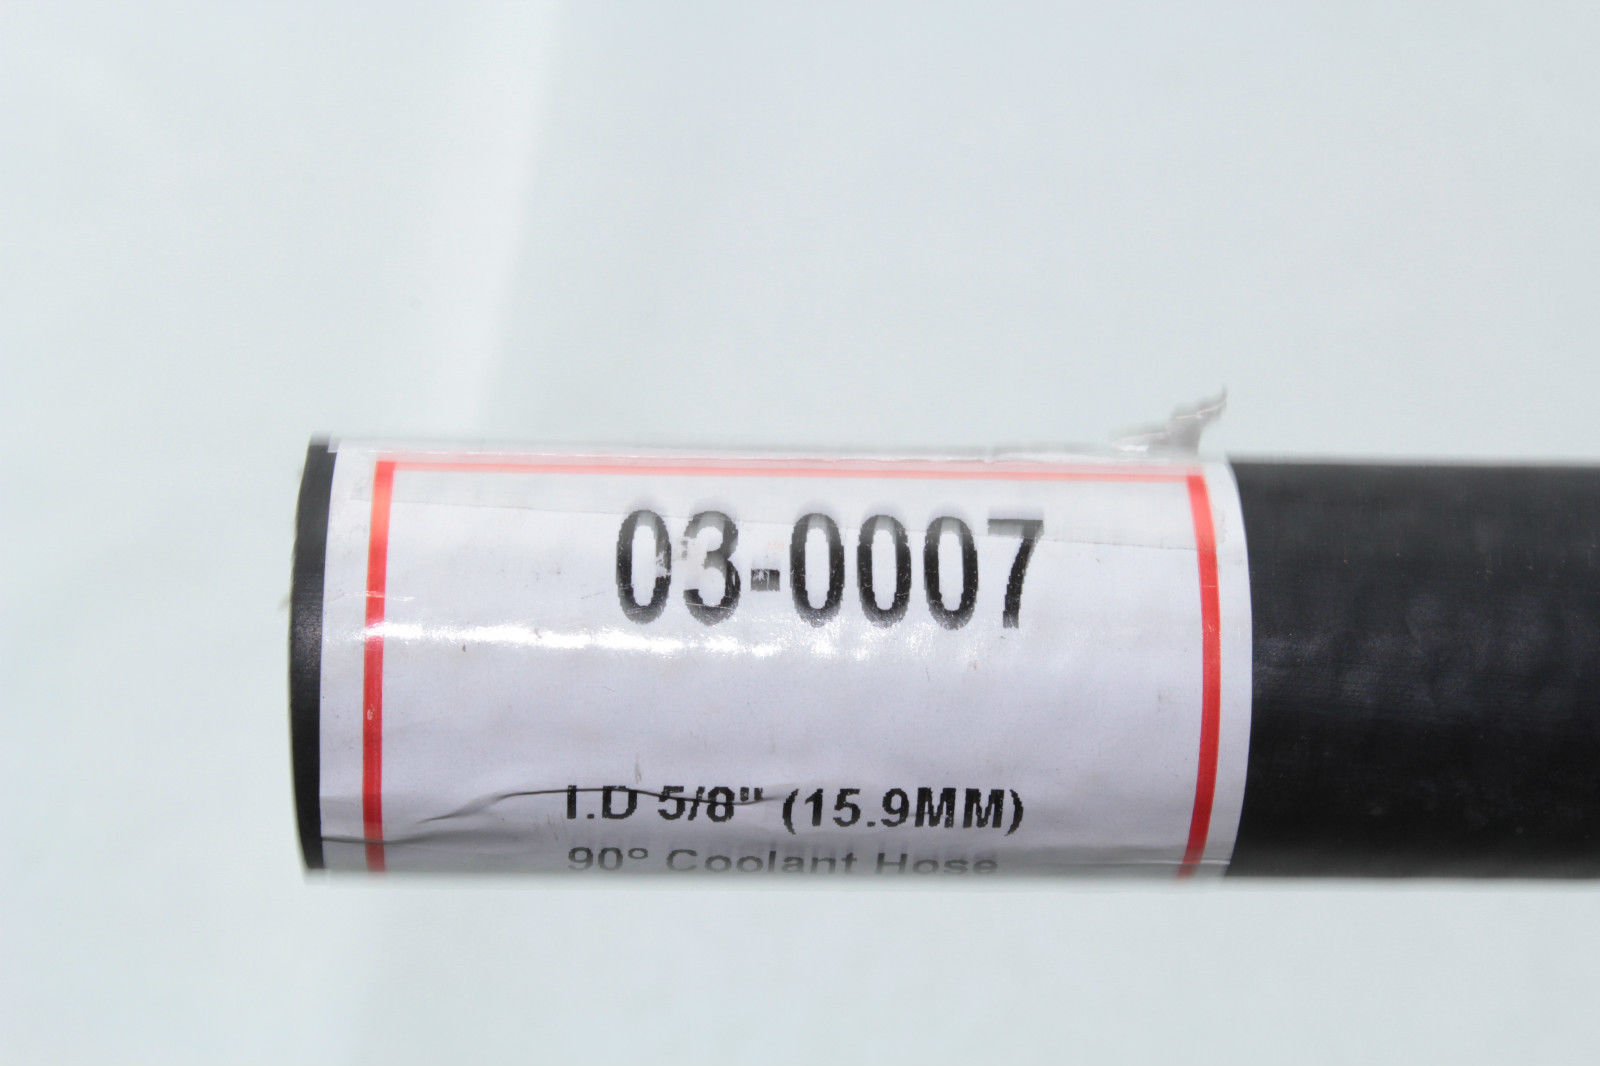 03-0007
I.D 5/8" (15.9MM)
90° Coolant Hose